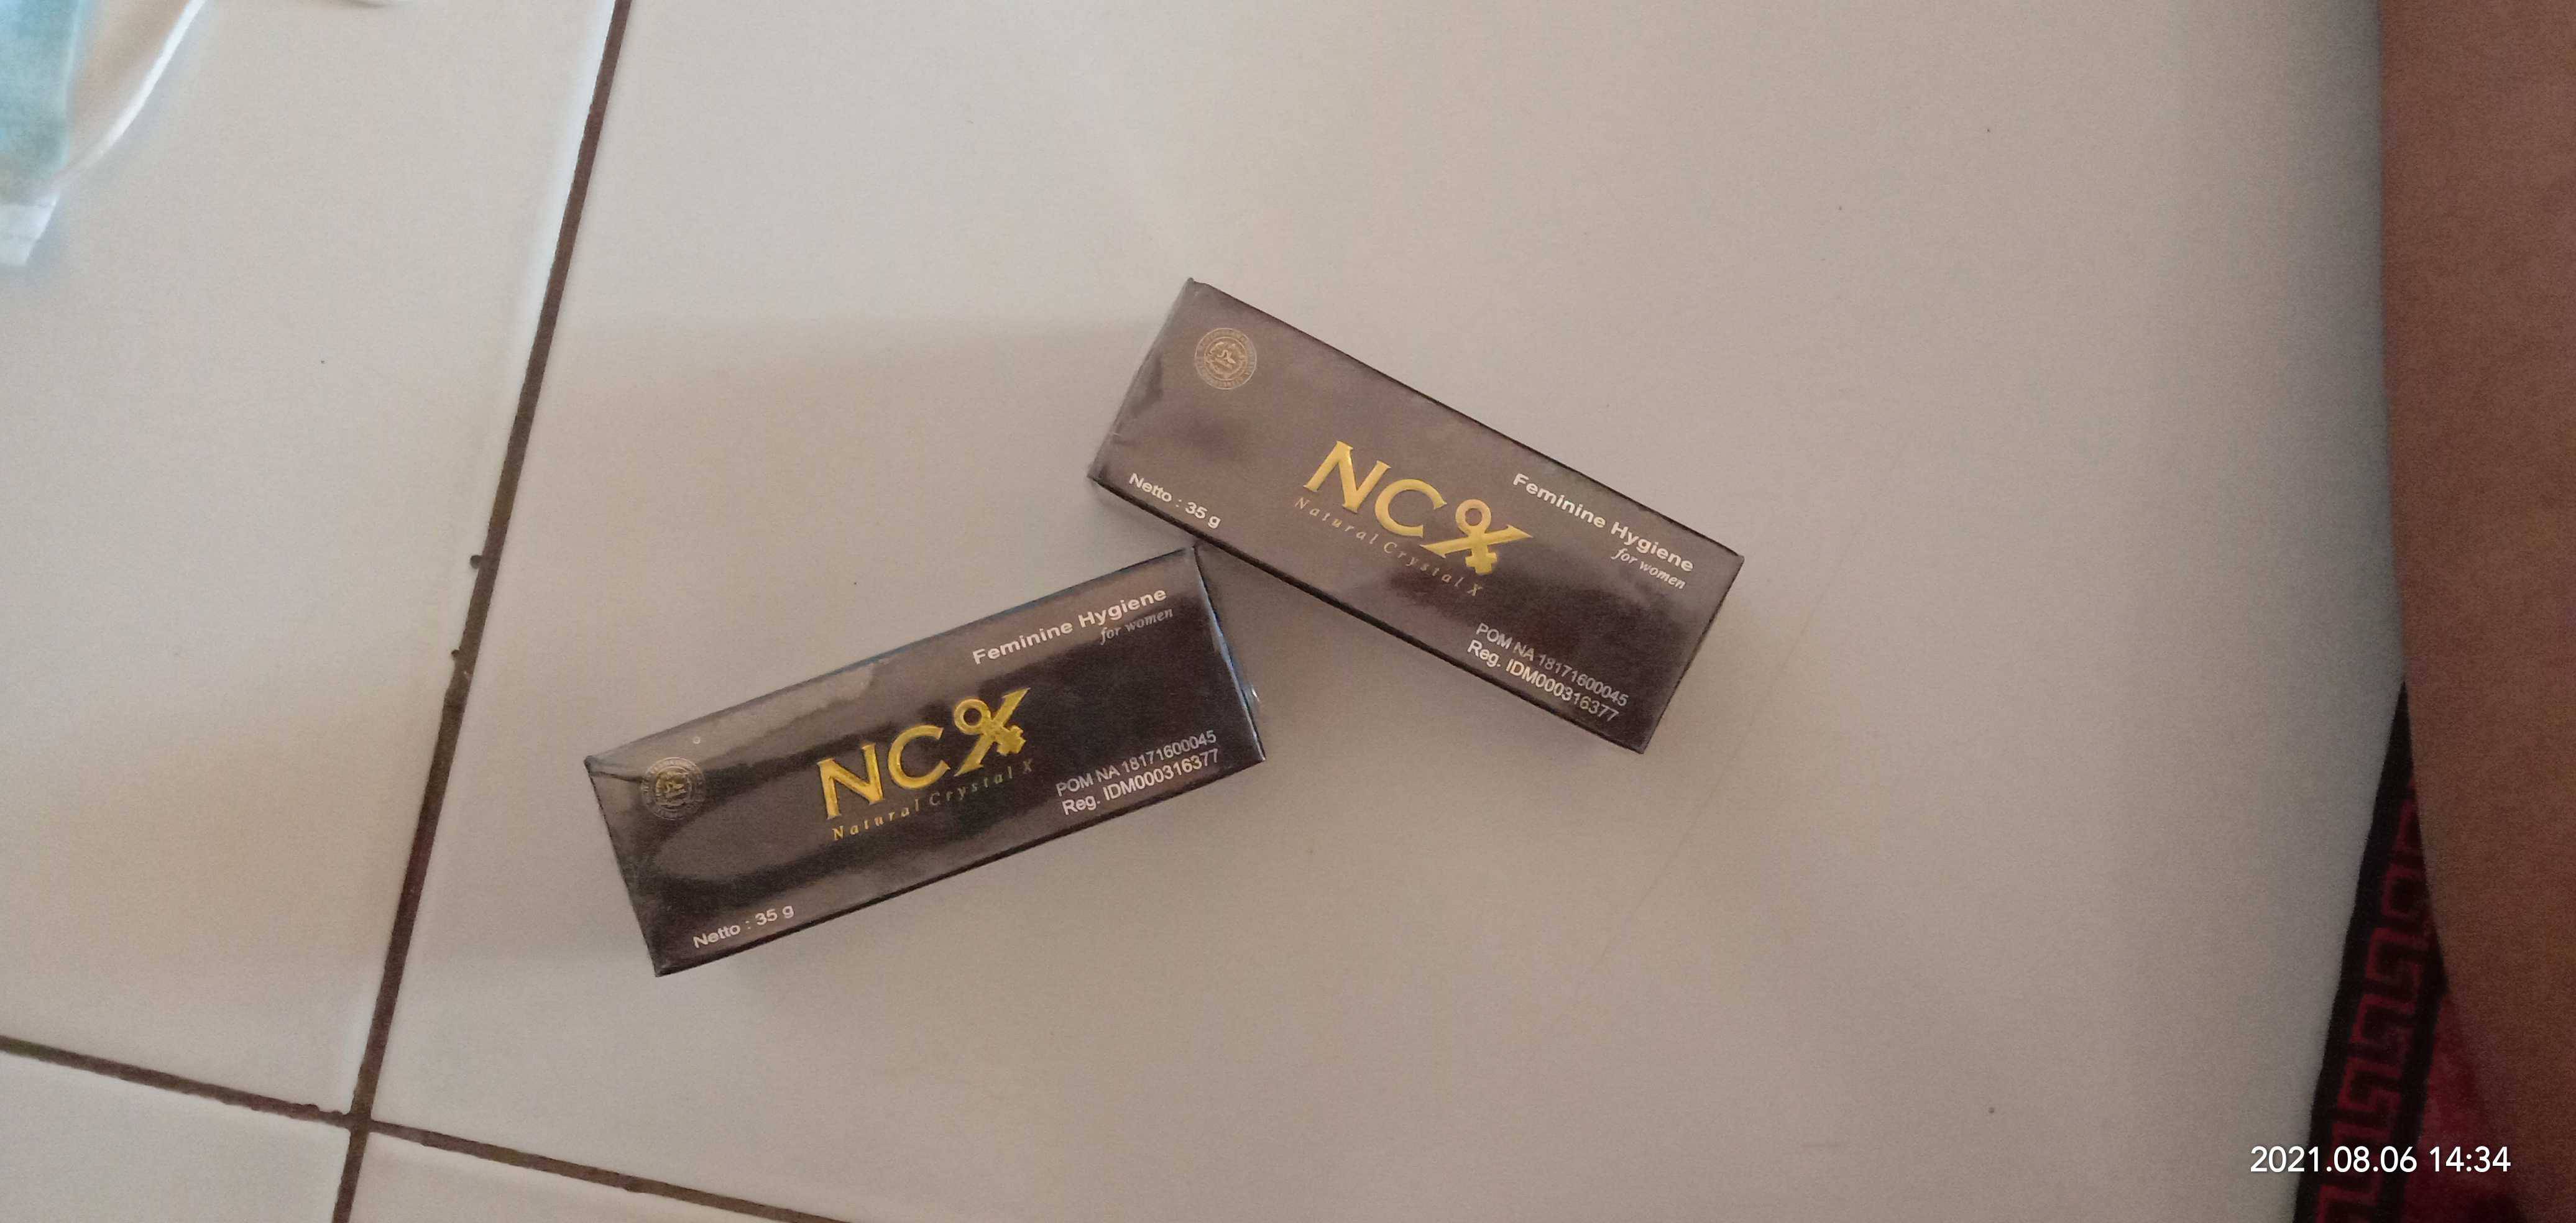 Feminine Hygiene
for women
NCX
Natural Crystal X
Netto : 35 g
POM NA 18171600045
Reg. IDM000316377
Feminine Hygiene
for women
NCX
Natural Crystal X
POM NA 18171600045
Reg. IDM000316377
Netto : 35 g
2021.08.06 14:34